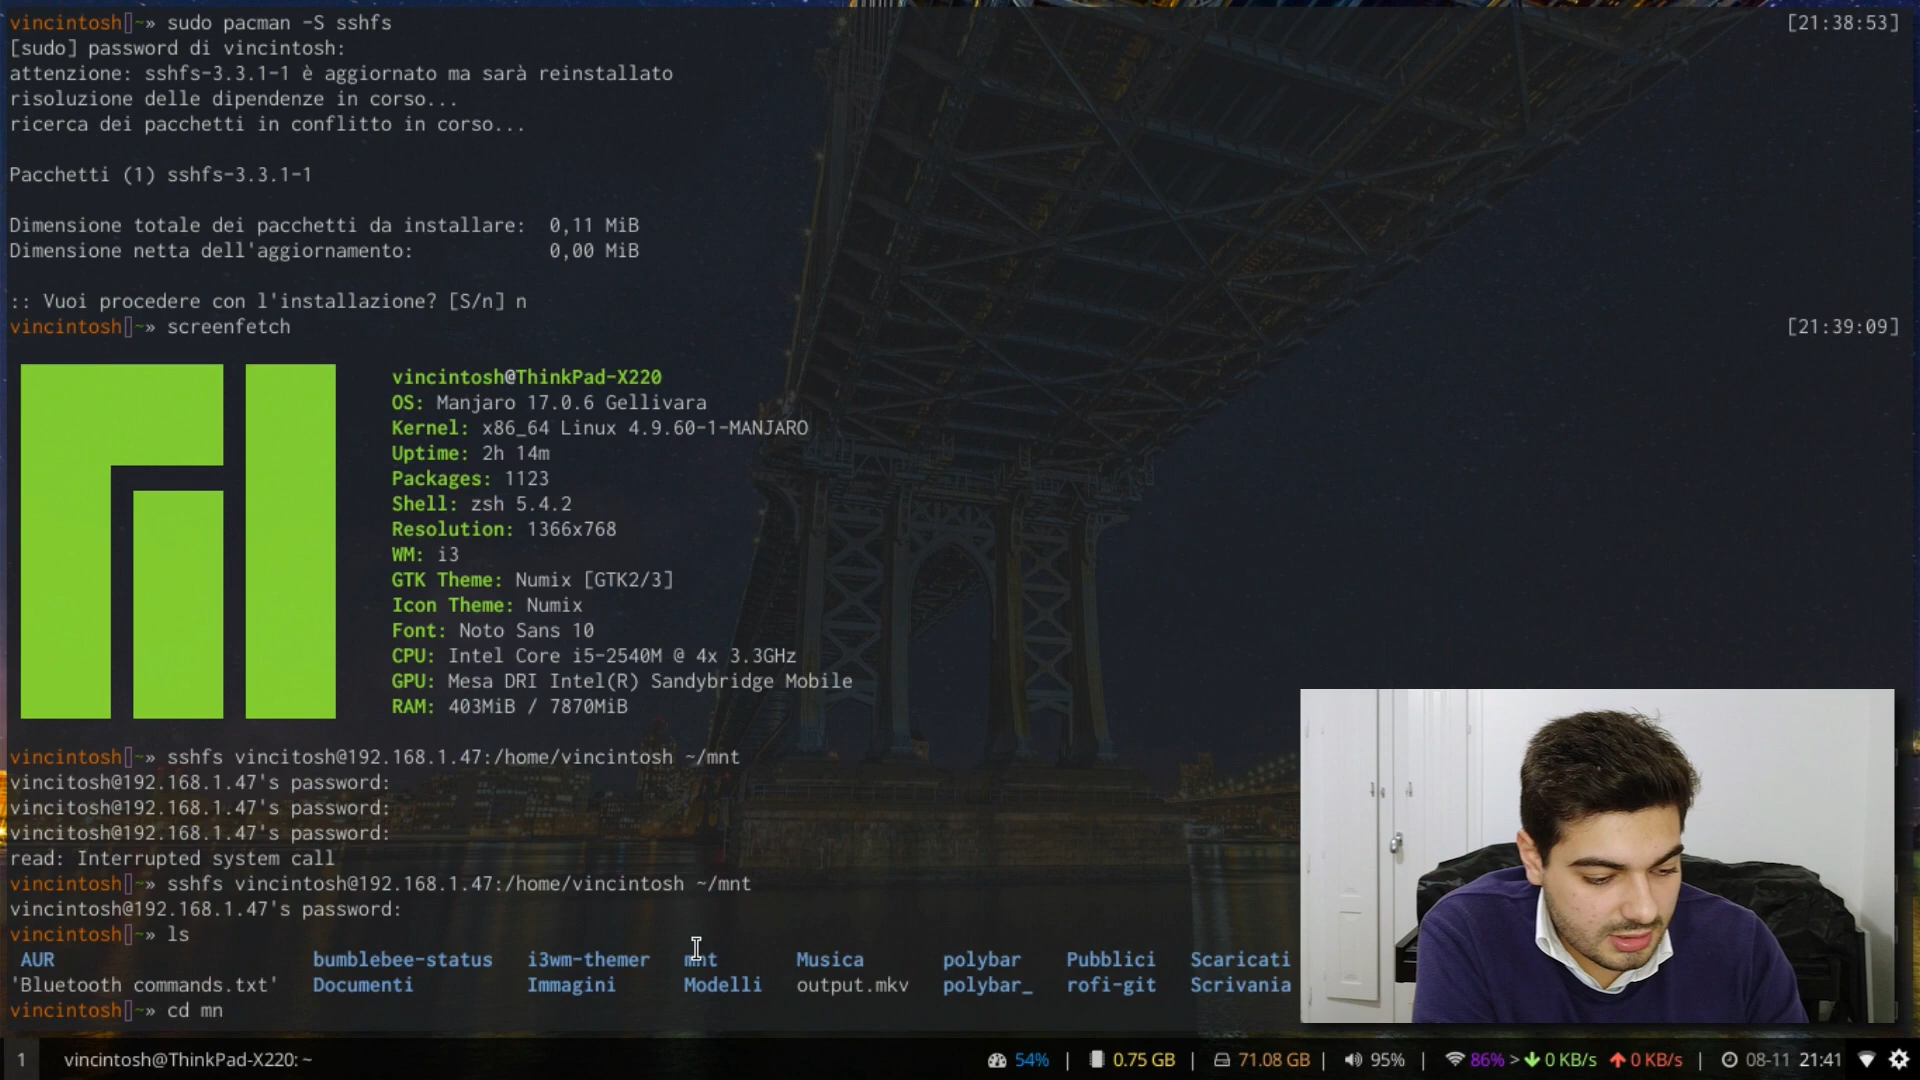 vincintosh[]~» sudo pacman -S sshfs [21:38:53]
[sudo] password di vincintosh:
attenzione: sshfs-3.3.1-1 è aggiornato ma sarà reinstallato
risoluzione delle dipendenze in corso...
ricerca dei pacchetti in conflitto in corso...
Pacchetti (1) sshfs-3.3.1-1
Dimensione totale dei pacchetti da installare: 0,11 MiB
Dimensione netta dell'aggiornamento: 0,00 MiB
:: Vuoi procedere con l'installazione? [S/n] n
vincintosh[]~» screenfetch [21:39:09]
vincintosh@ThinkPad-X220
OS: Manjaro 17.0.6 Gellivara
Kernel: x86_64 Linux 4.9.60-1-MANJARO
Uptime: 2h 14m
Packages: 1123
Shell: zsh 5.4.2
Resolution: 1366x768
WM: i3
GTK Theme: Numix [GTK2/3]
Icon Theme: Numix
Font: Noto Sans 10
CPU: Intel Core i5-2540M @ 4x 3.3GHz
GPU: Mesa DRI Intel(R) Sandybridge Mobile
RAM: 403MiB / 7870MiB
vincintosh[]~» sshfs vincitosh@192.168.1.47:/home/vincintosh ~/mnt
vincitosh@192.168.1.47's password:
vincitosh@192.168.1.47's password:
vincitosh@192.168.1.47's password:
read: Interrupted system call
vincintosh[]~» sshfs vincintosh@192.168.1.47:/home/vincintosh ~/mnt
vincintosh@192.168.1.47's password:
vincintosh[]~» ls
AUR bumblebee-status i3wm-themer mnt Musica polybar Pubblici Scaricati
'Bluetooth commands.txt' Documenti Immagini Modelli output.mkv polybar_ rofi-git Scrivania
vincintosh[]~» cd mn
1 vincintosh@ThinkPad-X220: ~ 54% | 0.75 GB | 71.08 GB | 95% | 86% > 0 KB/s 0 KB/s | 08-11 21:41